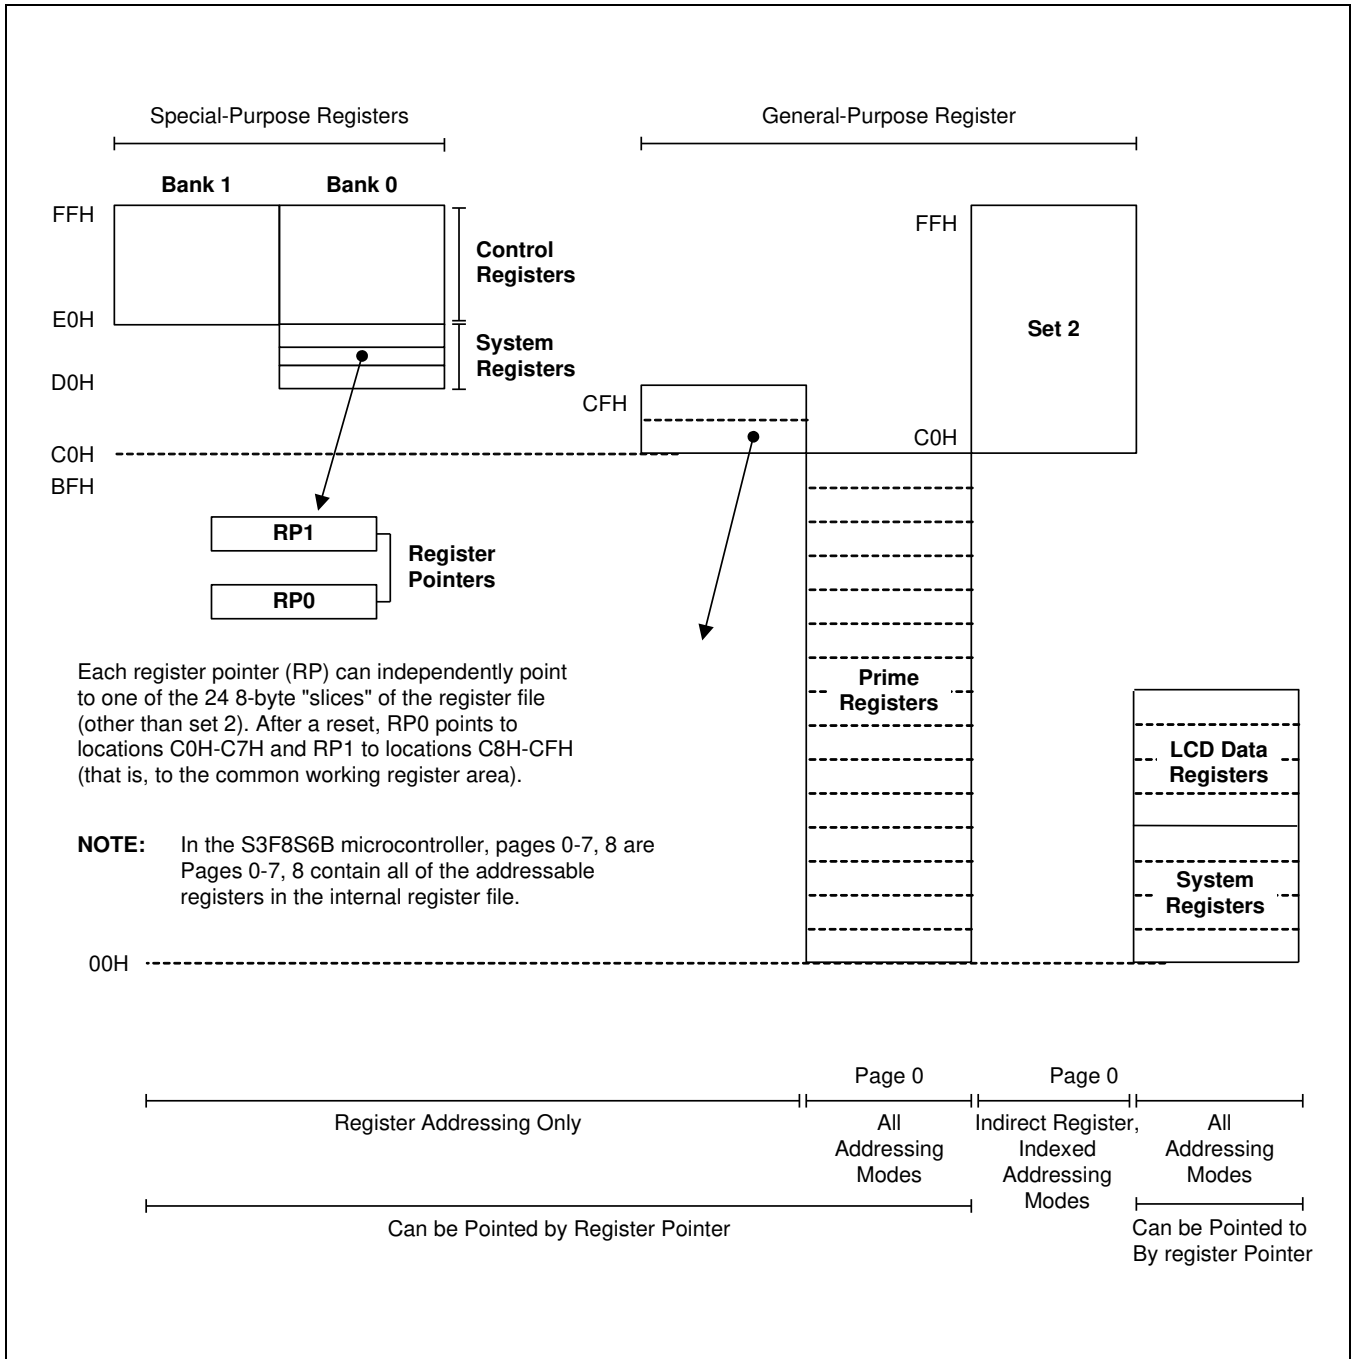 Special-Purpose Registers
General-Purpose Register
Bank 1
Bank 0
FFH
Control
Registers
E0H
System
Registers
D0H
C0H
BFH
FFH
Set 2
CFH
C0H
RP1
Register
Pointers
RP0
Each register pointer (RP) can independently point
to one of the 24 8-byte "slices" of the register file
(other than set 2). After a reset, RP0 points to
locations C0H-C7H and RP1 to locations C8H-CFH
(that is, to the common working register area).
NOTE: In the S3F8S6B microcontroller, pages 0-7, 8 are
Pages 0-7, 8 contain all of the addressable
registers in the internal register file.
00H
Prime
Registers
LCD Data
Registers
System
Registers
Page 0
Page 0
Register Addressing Only
All
Addressing
Modes
Indirect Register,
Indexed
Addressing
Modes
All
Addressing
Modes
Can be Pointed by Register Pointer
Can be Pointed to
By register Pointer